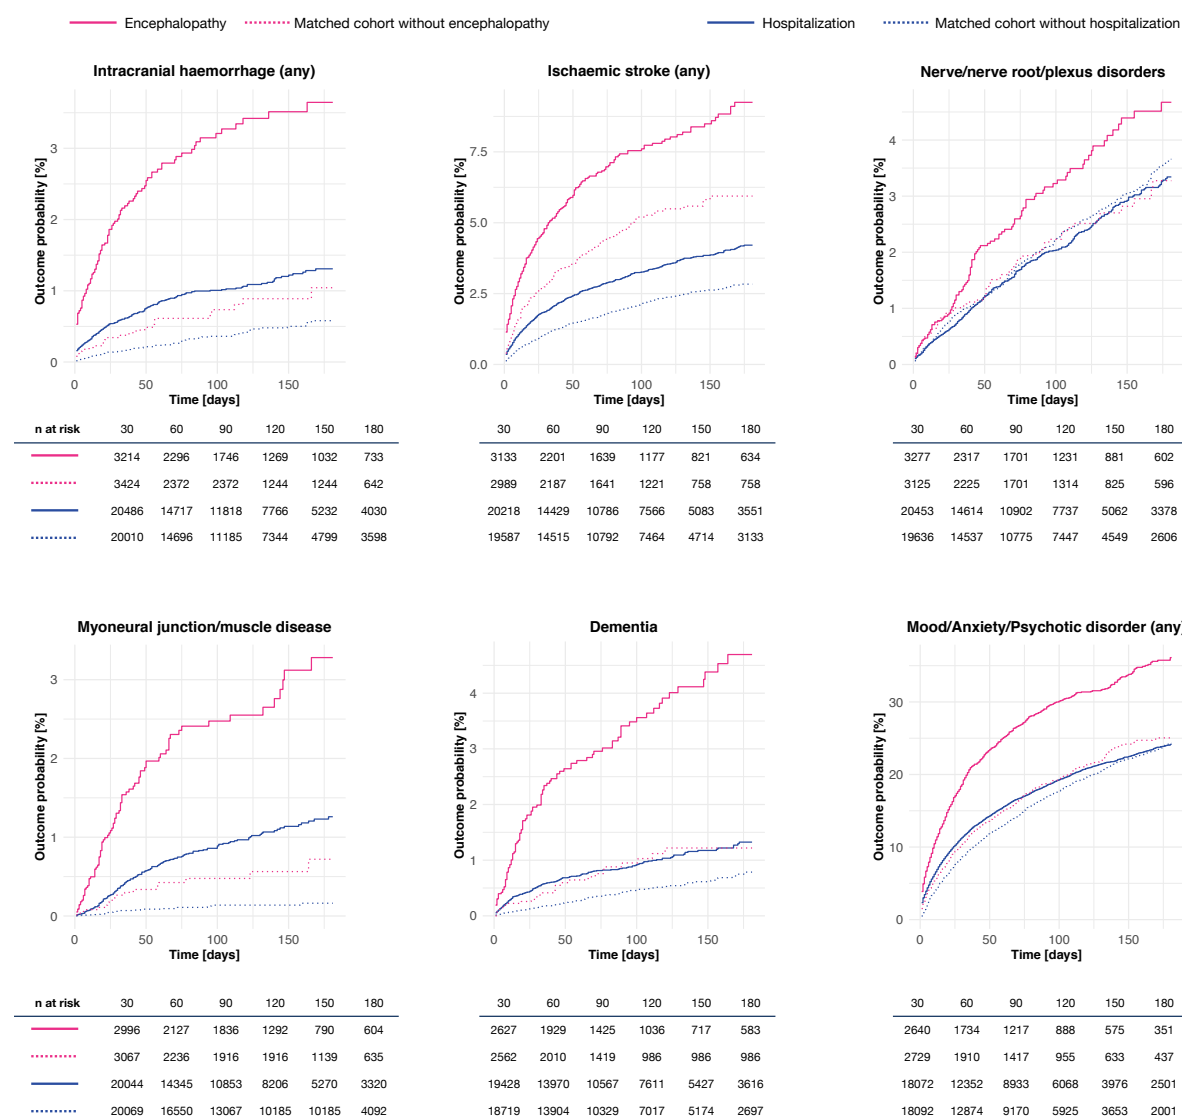 Encephalopathy Matched cohort without encephalopathy Hospitalization Matched cohort without hospitalization
Intracranial haemorrhage (any)
Outcome probability [%]
3
2
1
0
0 50 100 150
Time [days]
n at risk 30 60 90 120 150 180
3214 2296 1746 1269 1032 733
3424 2372 2372 1244 1244 642
20486 14717 11818 7766 5232 4030
20010 14696 11185 7344 4799 3598
Ischaemic stroke (any)
Outcome probability [%]
7.5
5.0
2.5
0.0
0 50 100 150
Time [days]
30 60 90 120 150 180
3133 2201 1639 1177 821 634
2989 2187 1641 1221 758 758
20218 14429 10786 7566 5083 3551
19587 14515 10792 7464 4714 3133
Nerve/nerve root/plexus disorders
Outcome probability [%]
4
3
2
1
0
0 50 100 150
Time [days]
30 60 90 120 150 180
3277 2317 1701 1231 881 602
3125 2225 1701 1314 825 596
20453 14614 10902 7737 5062 3378
19636 14537 10775 7447 4549 2606
Myoneural junction/muscle disease
Outcome probability [%]
3
2
1
0
0 50 100 150
Time [days]
n at risk 30 60 90 120 150 180
2996 2127 1836 1292 790 604
3067 2236 1916 1916 1139 635
20044 14345 10853 8206 5270 3320
20069 16550 13067 10185 10185 4092
Dementia
Outcome probability [%]
4
3
2
1
0
0 50 100 150
Time [days]
30 60 90 120 150 180
2627 1929 1425 1036 717 583
2562 2010 1419 986 986 986
19428 13970 10567 7611 5427 3616
18719 13904 10329 7017 5174 2697
Mood/Anxiety/Psychotic disorder (any)
Outcome probability [%]
30
20
10
0
0 50 100 150
Time [days]
30 60 90 120 150 180
2640 1734 1217 888 575 351
2729 1910 1417 955 633 437
18072 12352 8933 6068 3976 2501
18092 12874 9170 5925 3653 2001